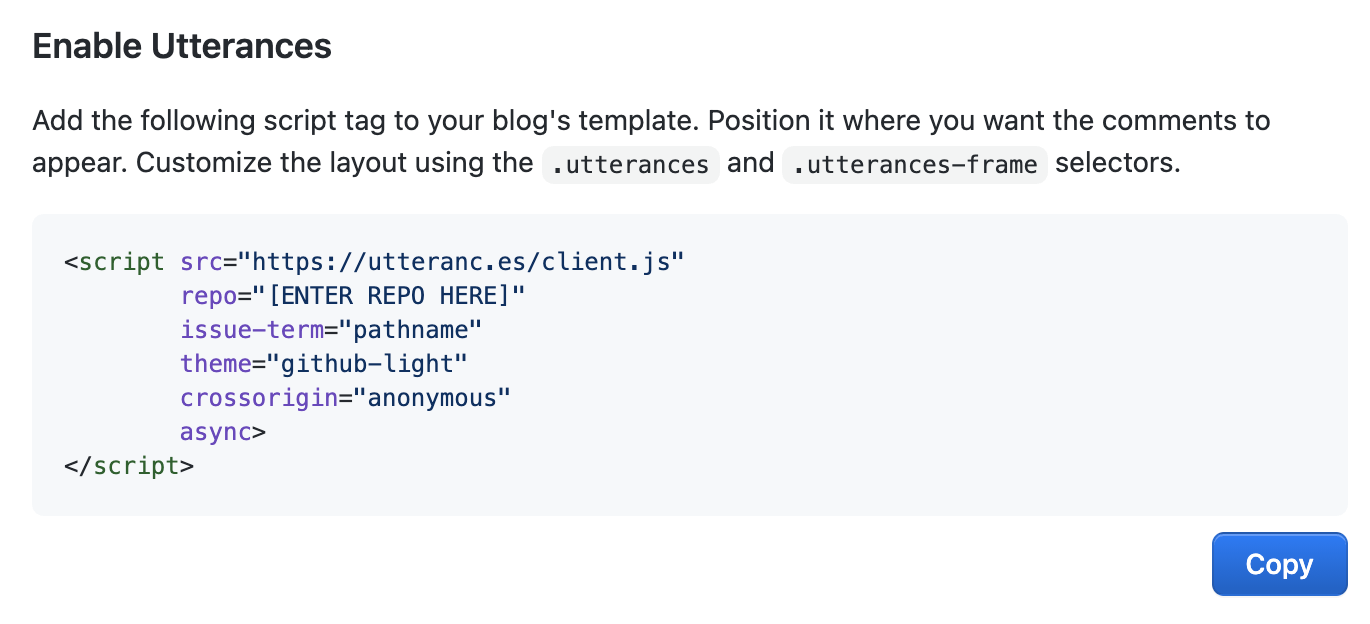 Enable Utterances
Add the following script tag to your blog's template. Position it where you want the comments to
appear. Customize the layout using the .utterances and .utterances-frame selectors.
<script src="https://utteranc.es/client.js"
        repo="[ENTER REPO HERE]"
        issue-term="pathname"
        theme="github-light"
        crossorigin="anonymous"
        async>
</script>
Copy